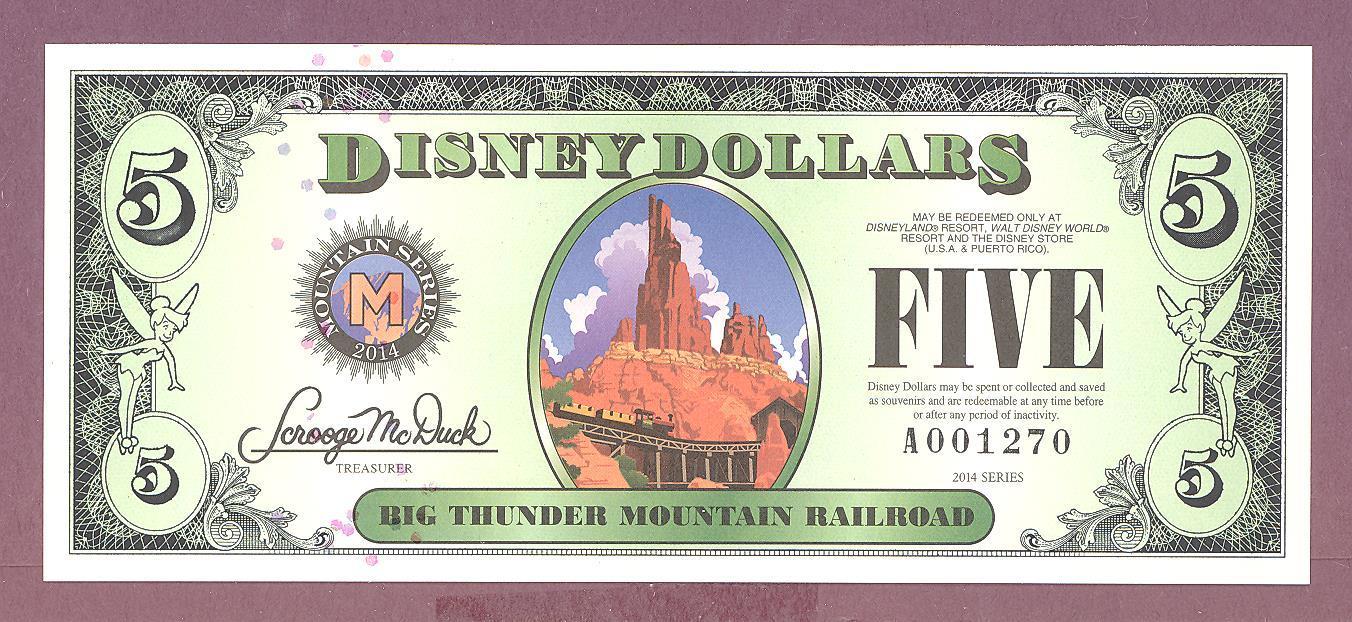 5
DISNEY DOLLARS
5
MOUNTAIN SERIES
M
2014
MAY BE REDEEMED ONLY AT
DISNEYLAND® RESORT, WALT DISNEY WORLD®
RESORT AND THE DISNEY STORE
(U.S.A. & PUERTO RICO).
FIVE
Disney Dollars may be spent or collected and saved
as souvenirs and are redeemable at any time before
or after any period of inactivity.
A001270
2014 SERIES
Scrooge McDuck
TREASURER
5
5
BIG THUNDER MOUNTAIN RAILROAD